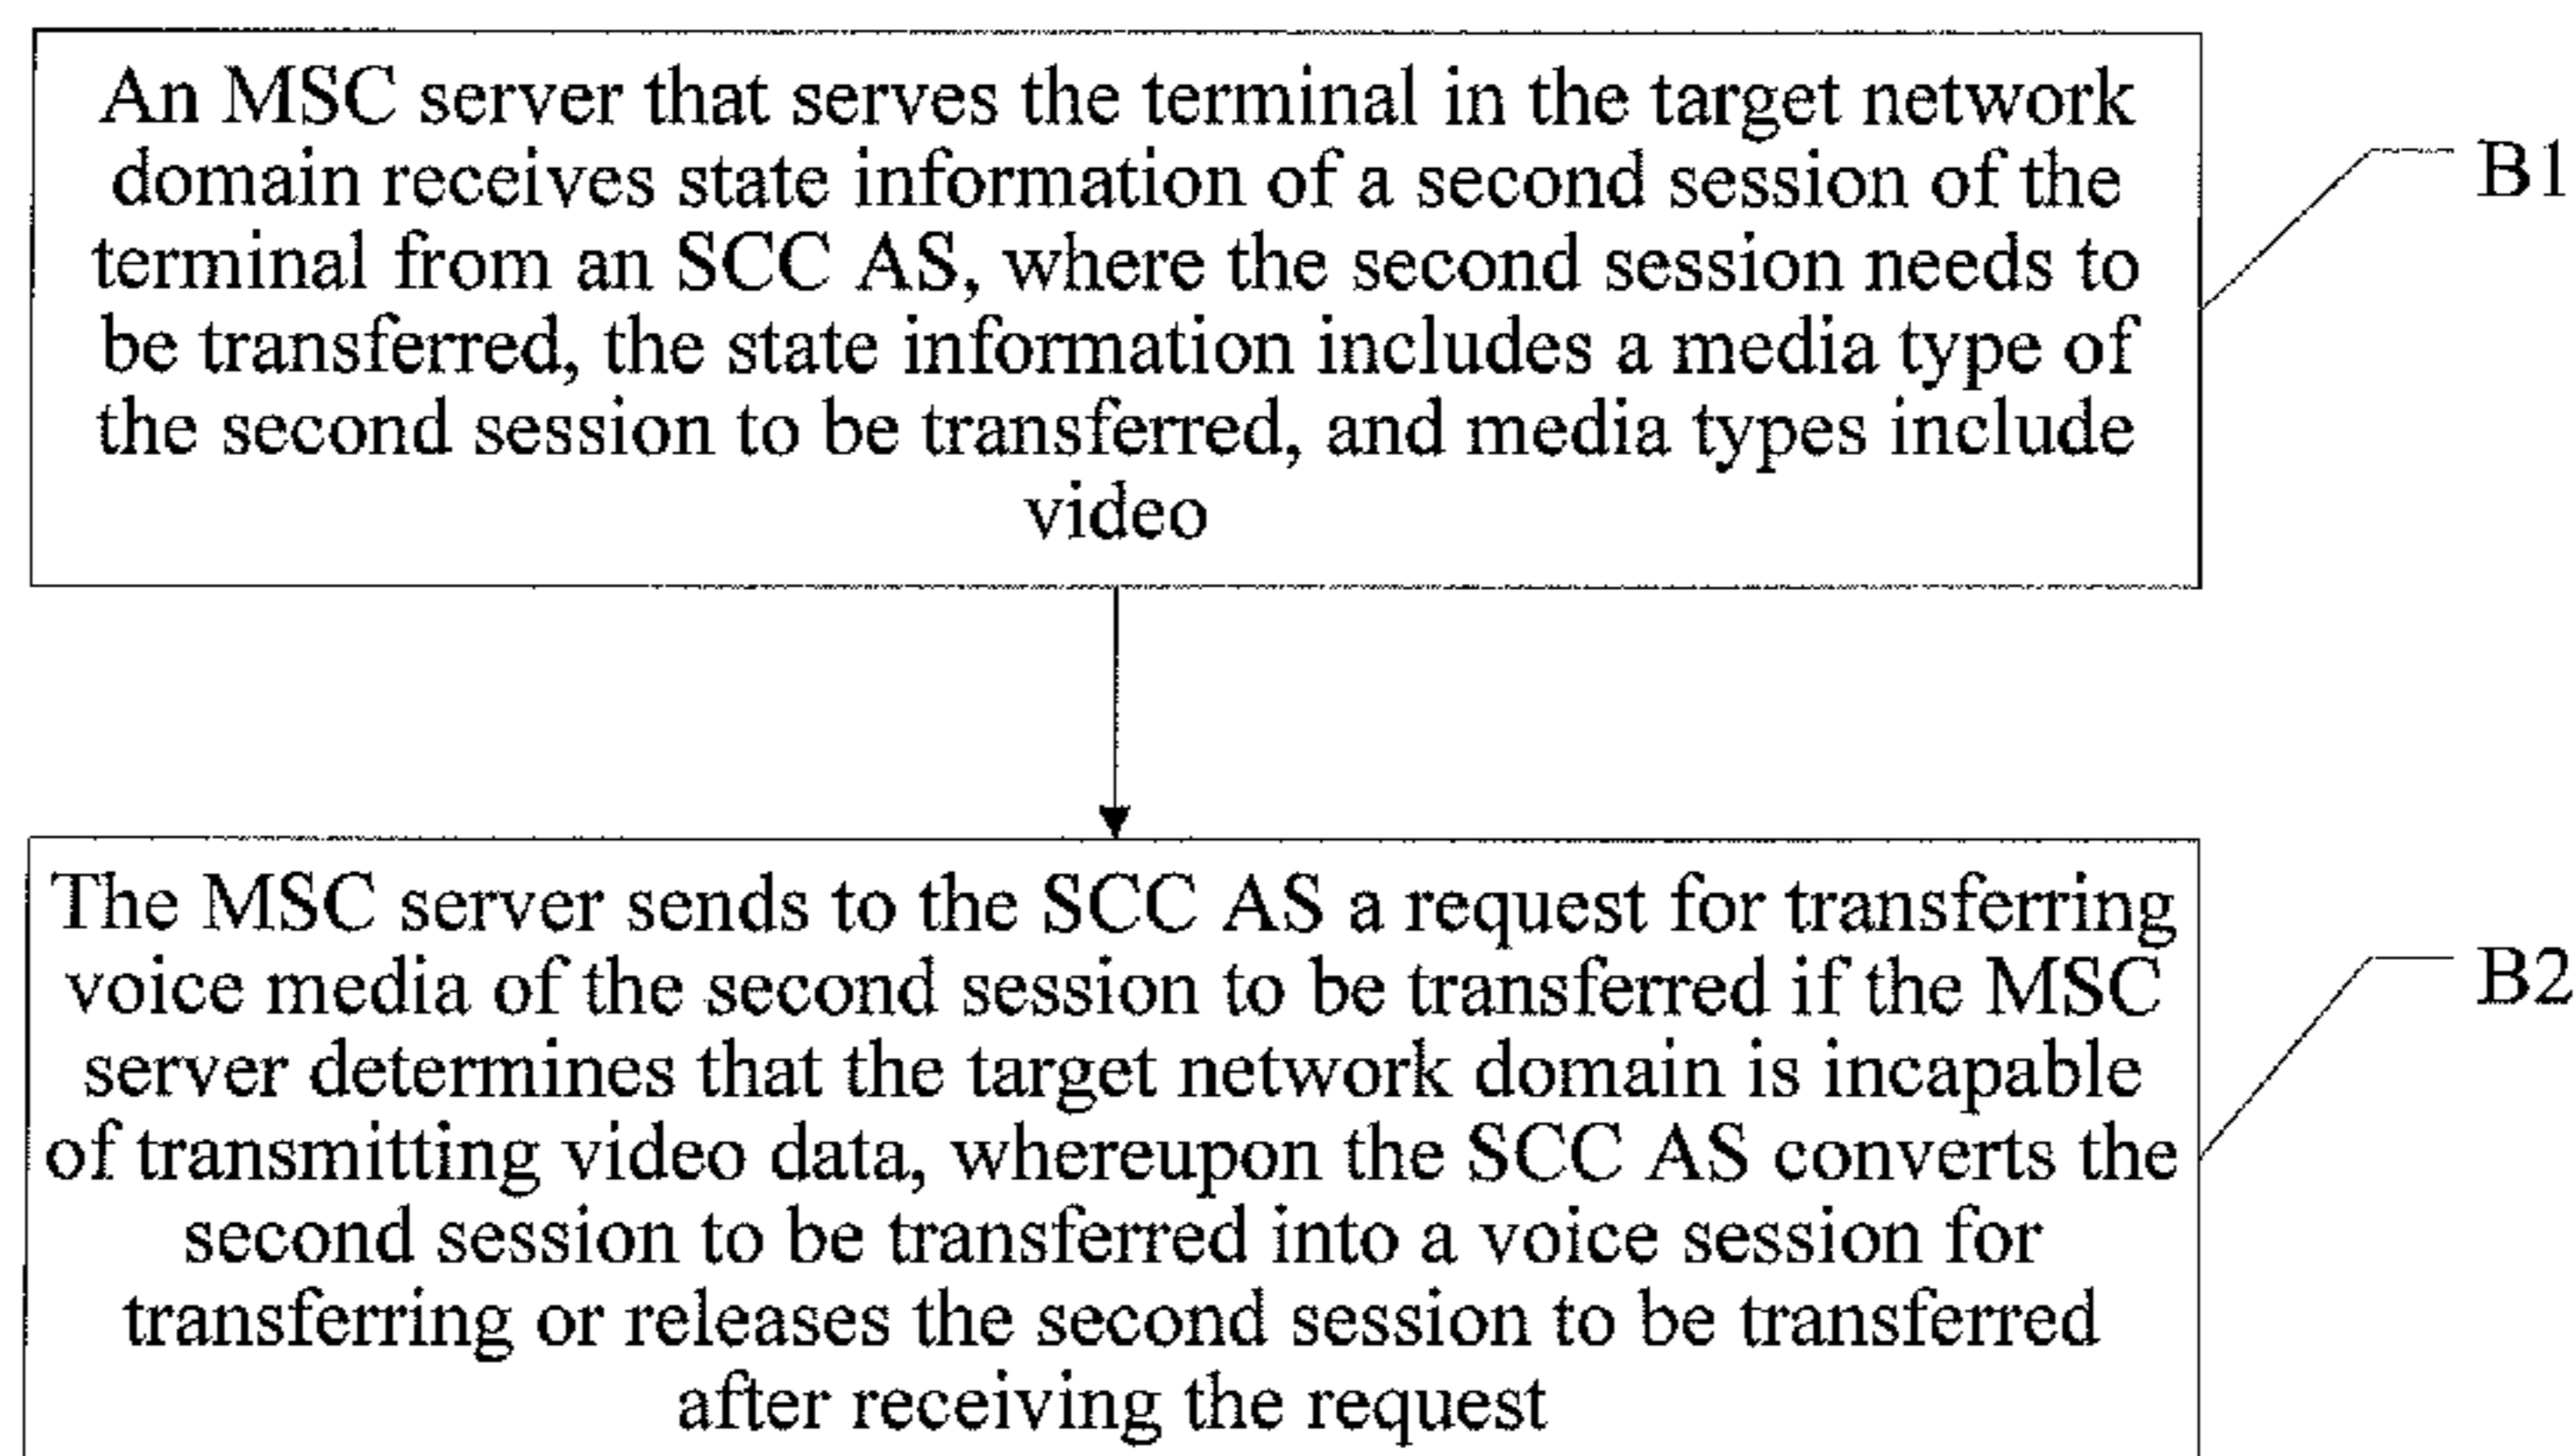 An MSC server that serves the terminal in the target network
domain receives state information of a second session of the
terminal from an SCC AS, where the second session needs to
be transferred, the state information includes a media type of
the second session to be transferred, and media types include
video
B1
The MSC server sends to the SCC AS a request for transferring
voice media of the second session to be transferred if the MSC
server determines that the target network domain is incapable
of transmitting video data, whereupon the SCC AS converts the
second session to be transferred into a voice session for
transferring or releases the second session to be transferred
after receiving the request
B2